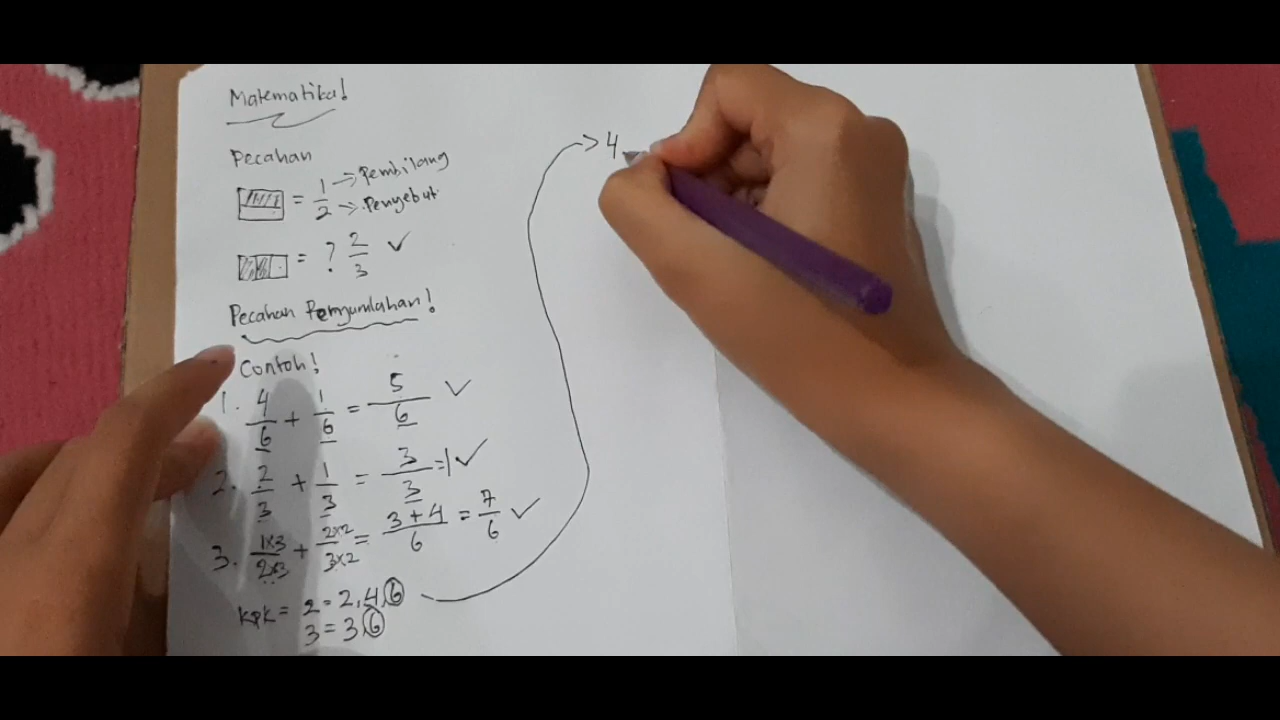 Matematika!
Pecahan
= 1/2 -> Pembilang
-> Penyebut
= ? 2/3 ✓
Pecahan Penjumlahan!
Contoh!
1. 4/6 + 1/6 = 5/6 ✓
2. 2/3 + 1/3 = 3/3 = 1 ✓
3. 1x3/2x3 + 2x2/3x2 = 3+4/6 = 7/6 ✓
KPK = 2 = 2, 4, 6
3 = 3, 6
-> 4